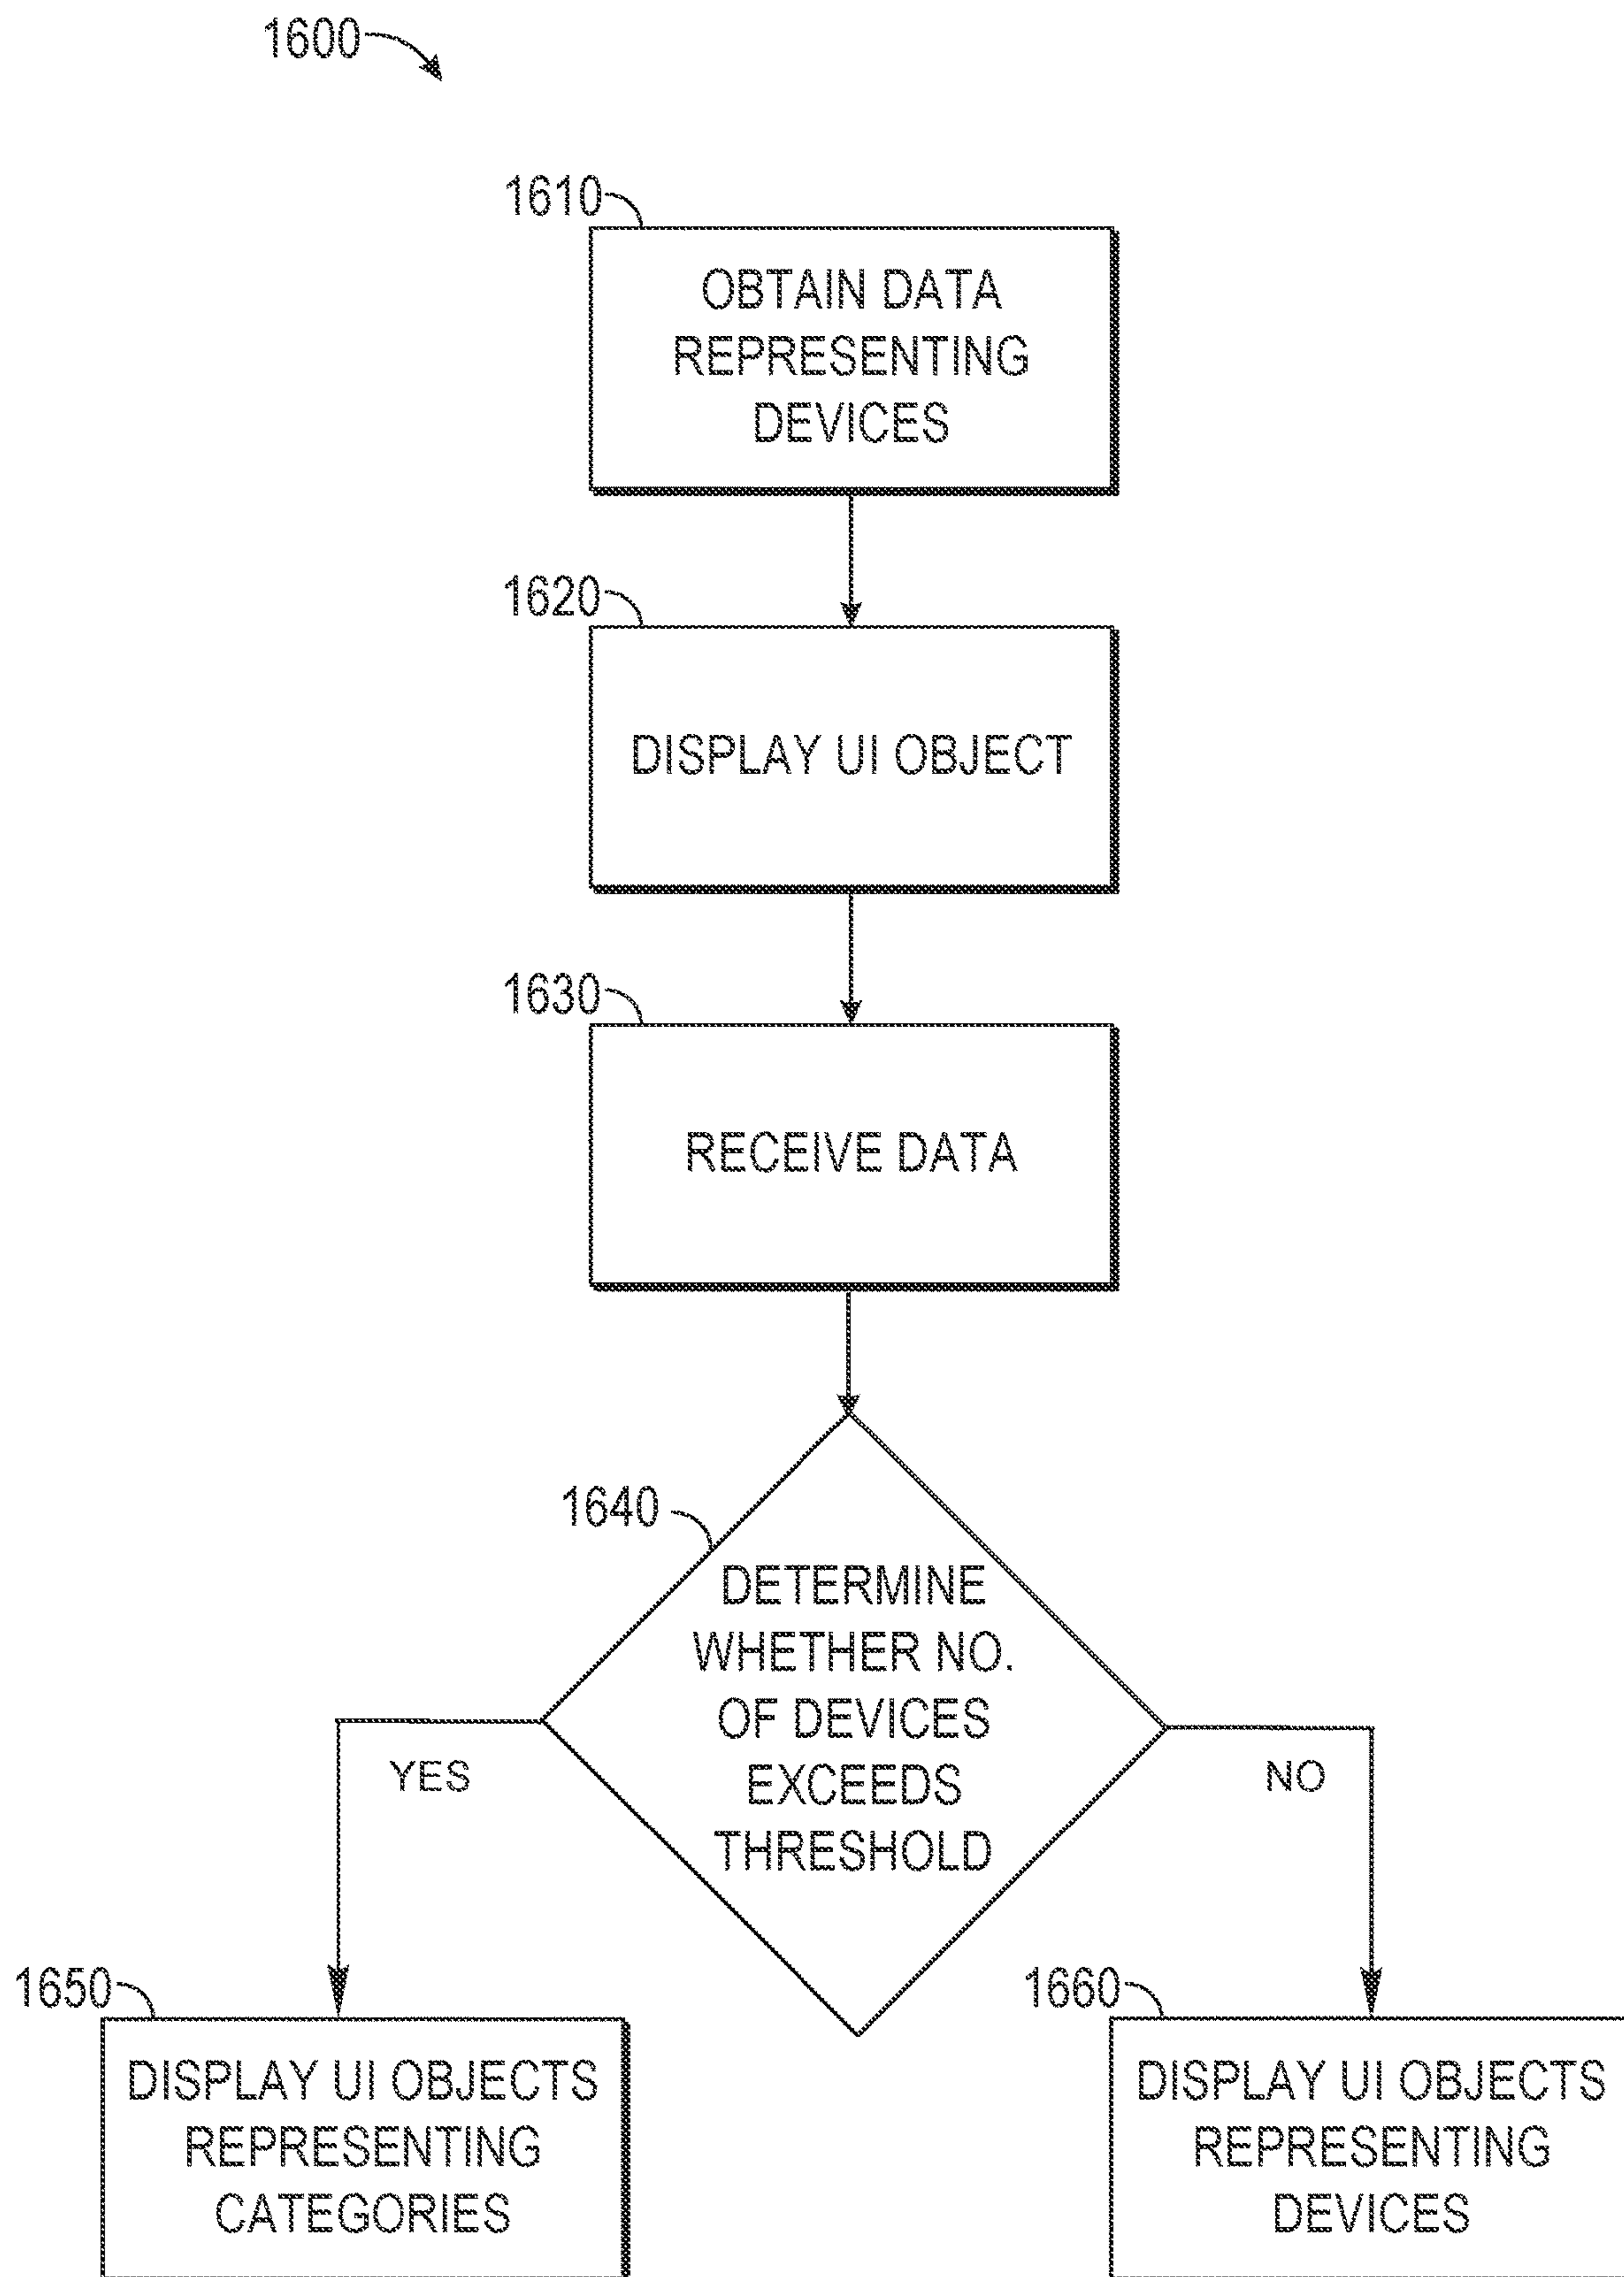 1600
1610
OBTAIN DATA
REPRESENTING
DEVICES
1620
DISPLAY UI OBJECT
1630
RECEIVE DATA
1640
DETERMINE
WHETHER NO.
OF DEVICES
EXCEEDS
THRESHOLD
YES
NO
1650
DISPLAY UI OBJECTS
REPRESENTING
CATEGORIES
1660
DISPLAY UI OBJECTS
REPRESENTING
DEVICES